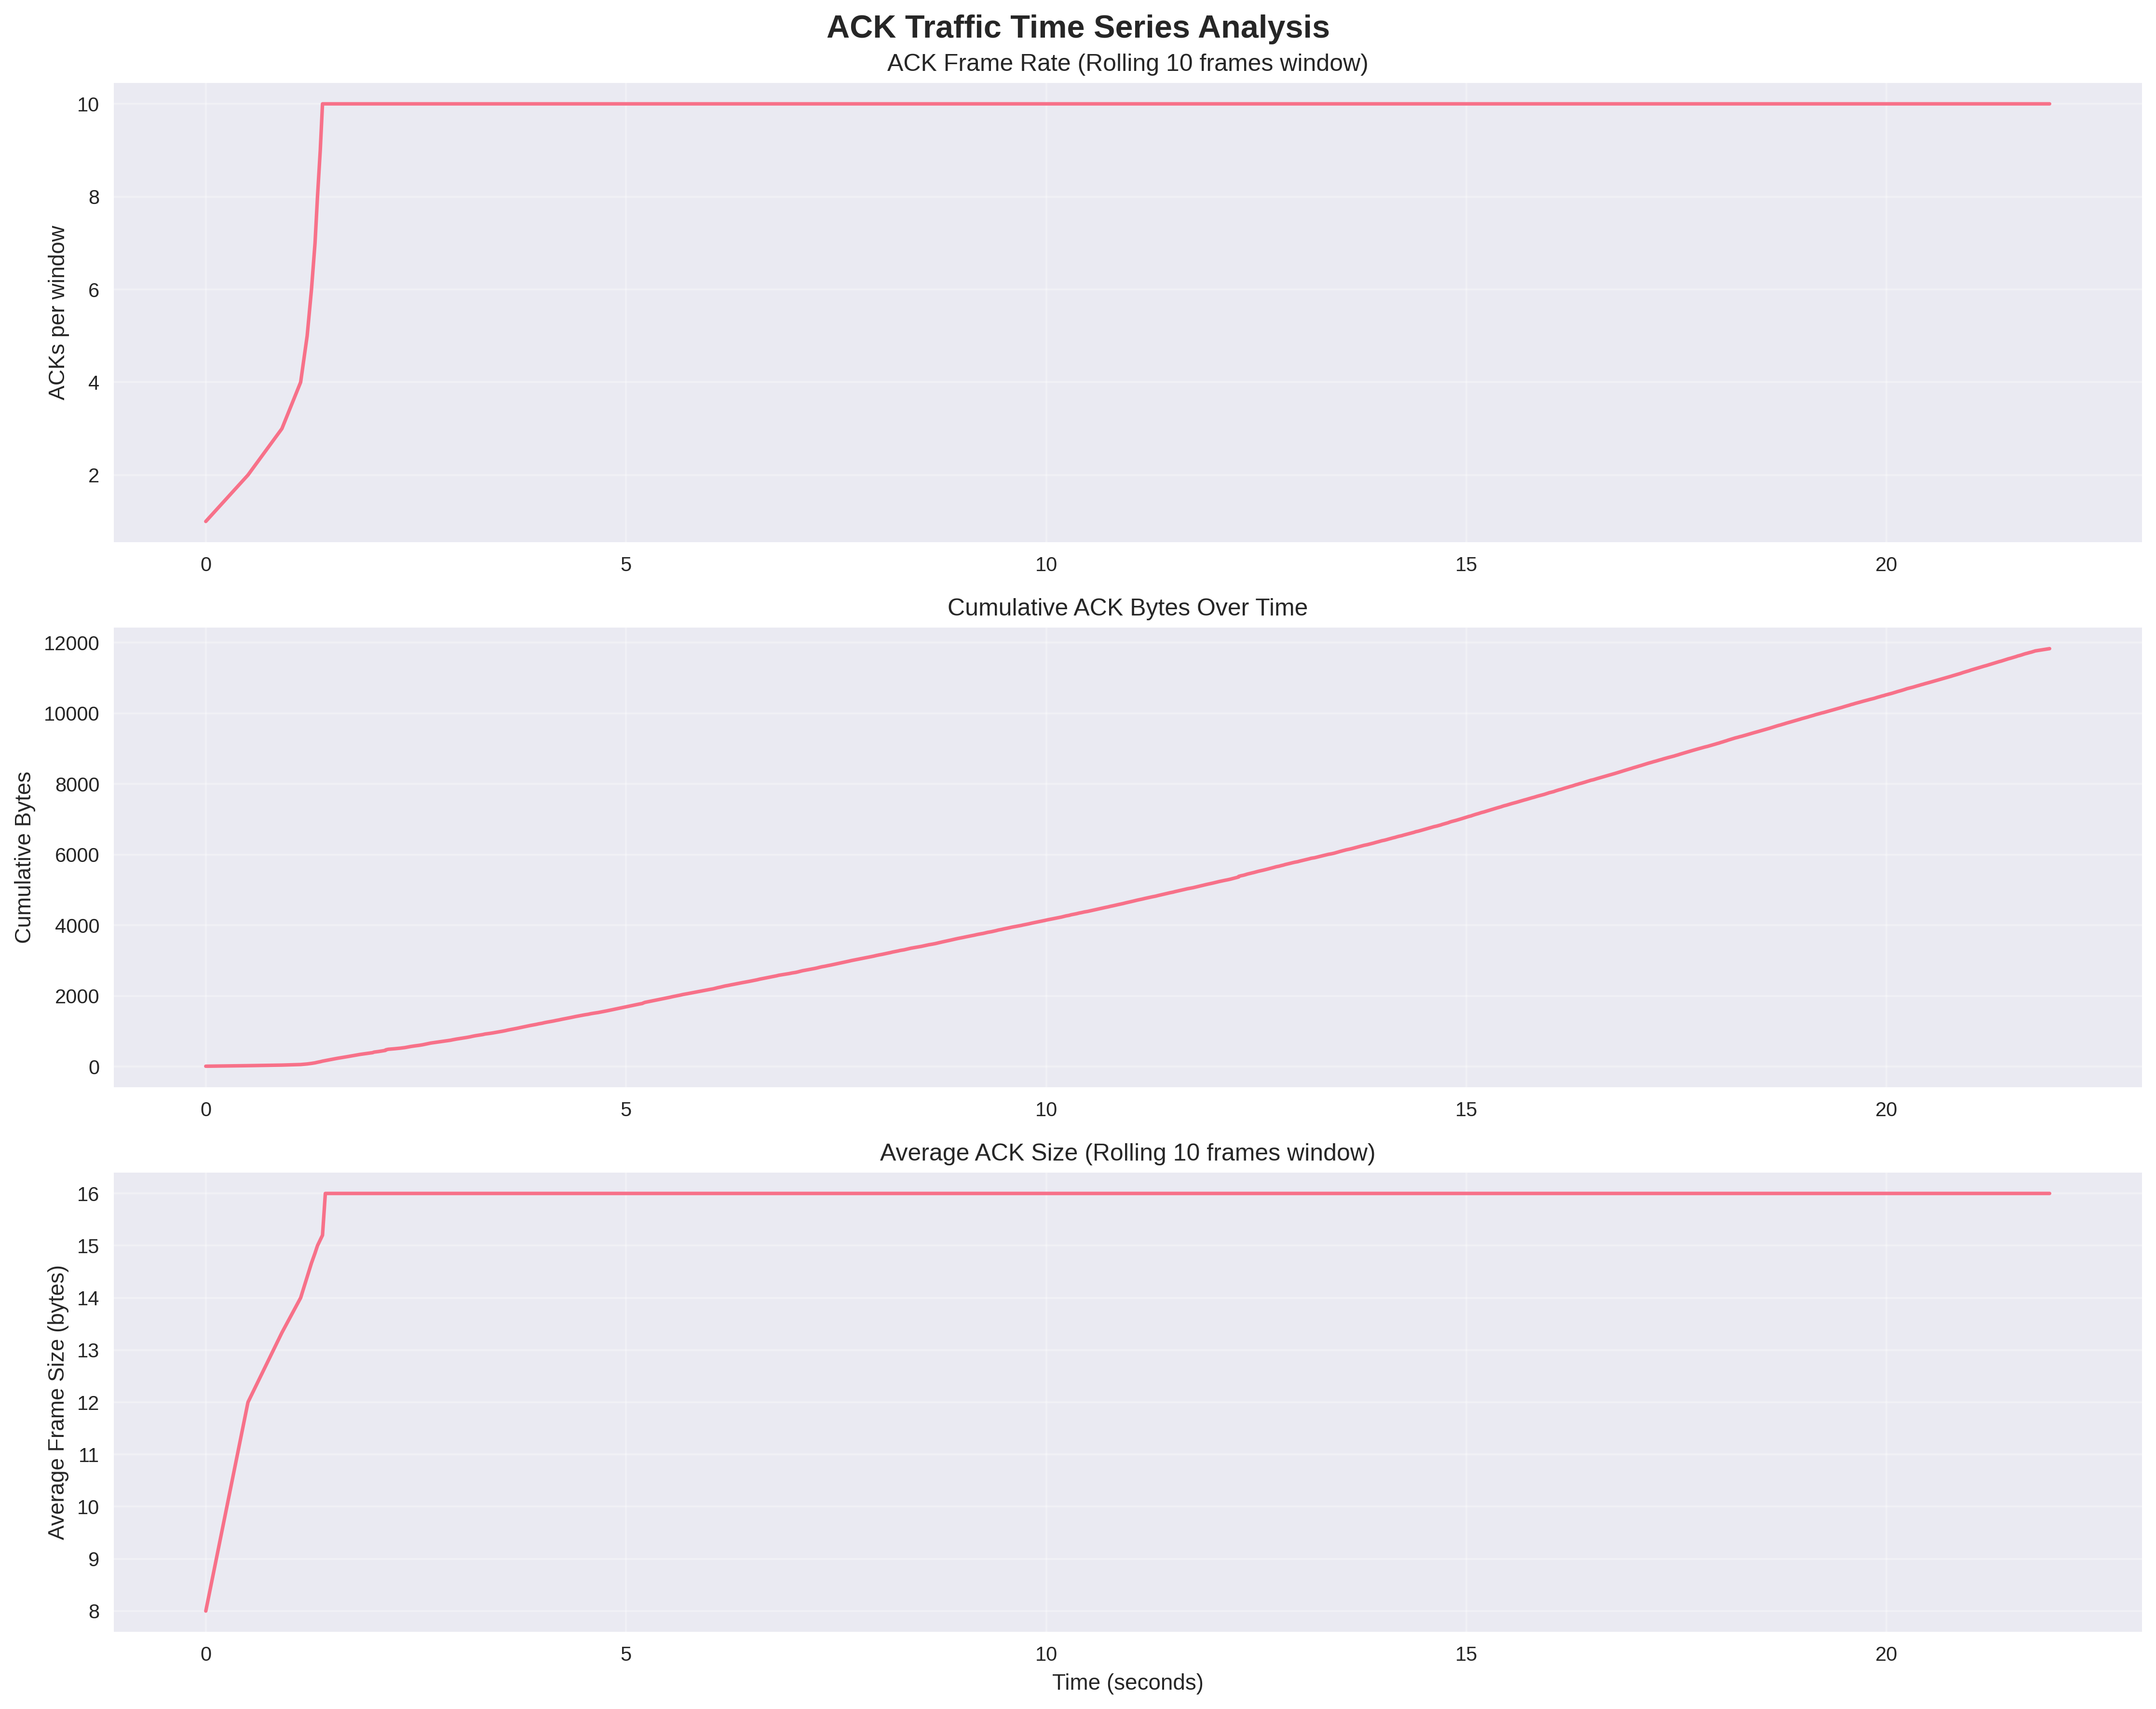 ACK Traffic Time Series Analysis
ACK Frame Rate (Rolling 10 frames window)
ACKs per window
10
8
6
4
2
0 5 10 15 20
Cumulative ACK Bytes Over Time
Cumulative Bytes
12000
10000
8000
6000
4000
2000
0
0 5 10 15 20
Average ACK Size (Rolling 10 frames window)
Average Frame Size (bytes)
16
15
14
13
12
11
10
9
8
0 5 10 15 20
Time (seconds)